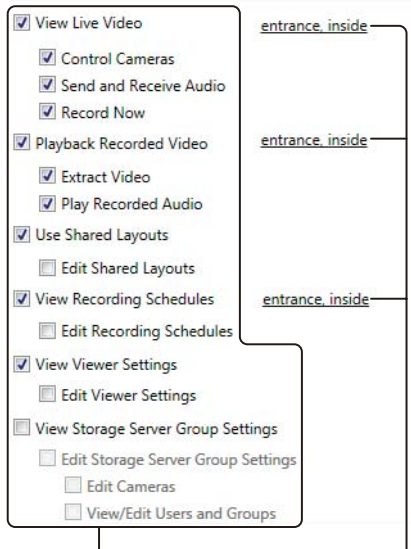 View Live Video entrance, inside
Control Cameras
Send and Receive Audio
Record Now
Playback Recorded Video entrance, inside
Extract Video
Play Recorded Audio
Use Shared Layouts
Edit Shared Layouts
View Recording Schedules entrance, inside
Edit Recording Schedules
View Viewer Settings
Edit Viewer Settings
View Storage Server Group Settings
Edit Storage Server Group Settings
Edit Cameras
View/Edit Users and Groups